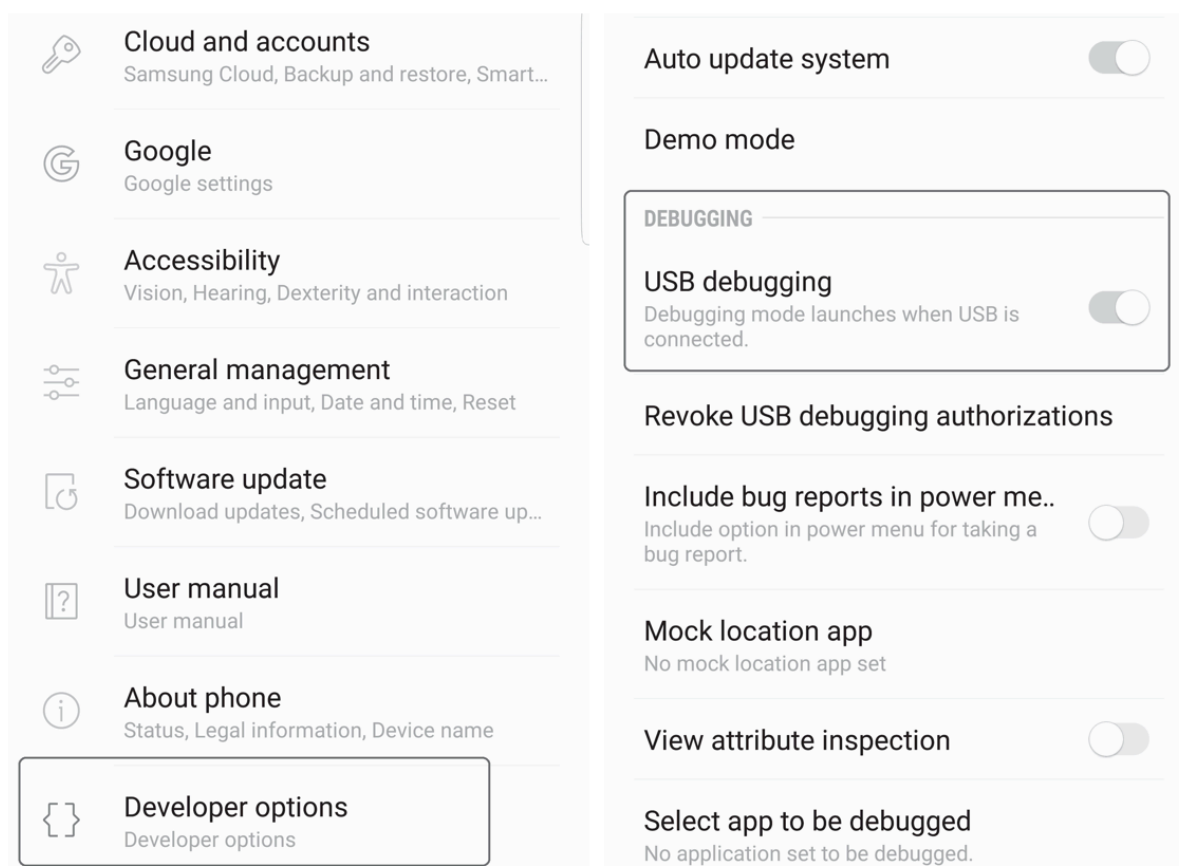 Cloud and accounts
Samsung Cloud, Backup and restore, Smart...
Google
Google settings
Accessibility
Vision, Hearing, Dexterity and interaction
General management
Language and input, Date and time, Reset
Software update
Download updates, Scheduled software up...
User manual
User manual
About phone
Status, Legal information, Device name
Developer options
Developer options
Auto update system
Demo mode
DEBUGGING
USB debugging
Debugging mode launches when USB is
connected.
Revoke USB debugging authorizations
Include bug reports in power me..
Include option in power menu for taking a
bug report.
Mock location app
No mock location app set
View attribute inspection
Select app to be debugged
No application set to be debugged.